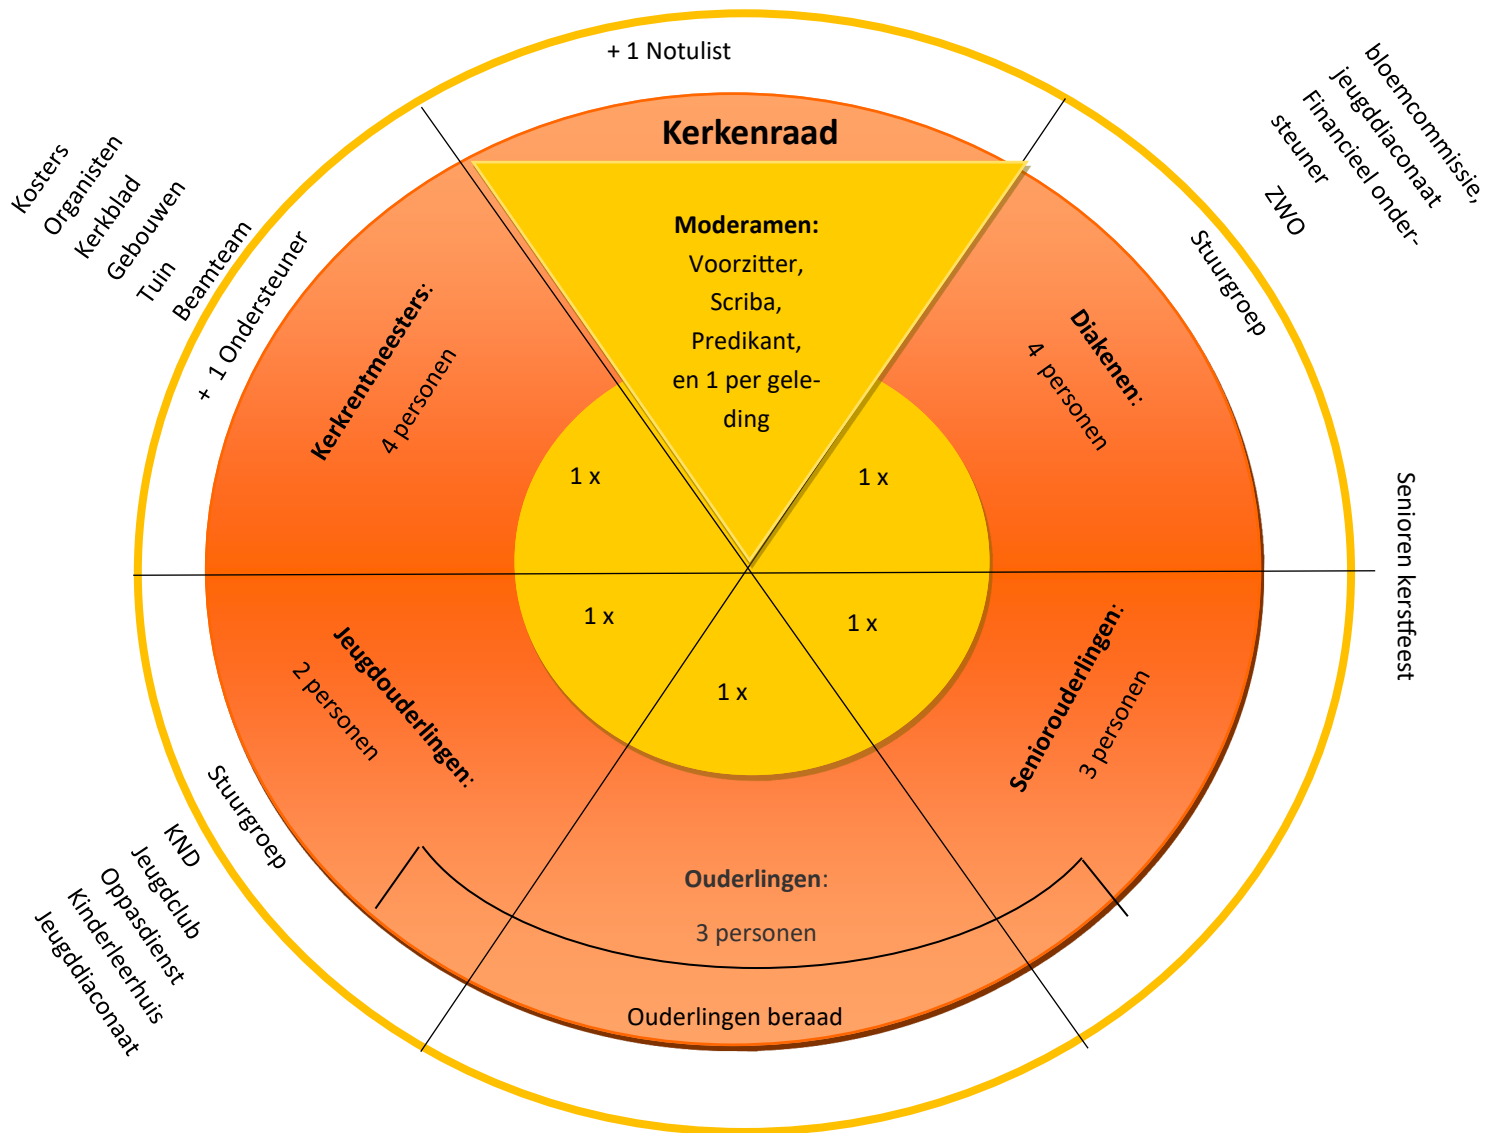 + 1 Notulist
Kerkenraad
Moderamen:
Voorzitter,
Scriba,
Predikant,
en 1 per gele-
ding
Kosters
Organisten
Kerkblad
Gebouwen
Tuin
Beamteam
+ 1 Ondersteuner
Kerkrentmeesters:
4 personen
bloemcommissie,
jeugddiaconaat
Financieel onder-
steuner
ZWO
Stuurgroep
Diakenen:
4 personen
1 x
1 x
Senioren kerstfeest
1 x
1 x
1 x
Jeugdouderlingen:
2 personen
Seniorouderlingen:
3 personen
Stuurgroep
KND
Jeugdclub
Oppasdienst
Kinderleerhuis
Jeugddiaconaat
Ouderlingen:
3 personen
Ouderlingen beraad